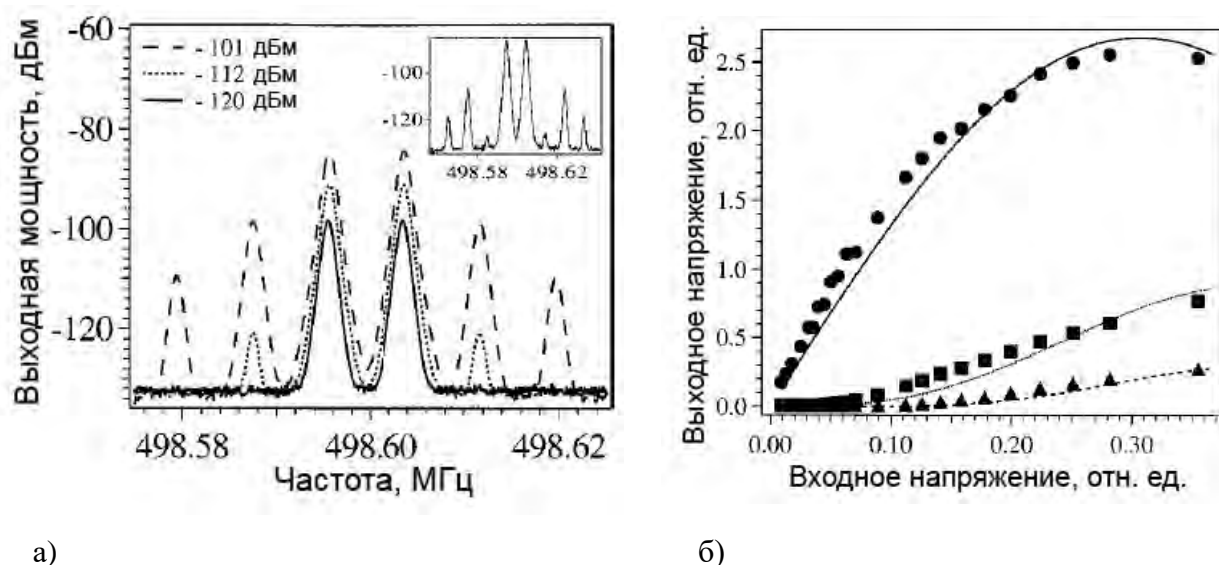 -60
-80
-100
-120
Выходная мощность, дБм
- 101 дБм
- 112 дБм
- 120 дБм
-100
-120
498.58 498.62
498.58 498.60 498.62
Частота, МГц
а)
2.5
2.0
1.5
1.0
0.5
0.0
Выходное напряжение, отн. ед.
0.00 0.10 0.20 0.30
Входное напряжение, отн. ед.
б)